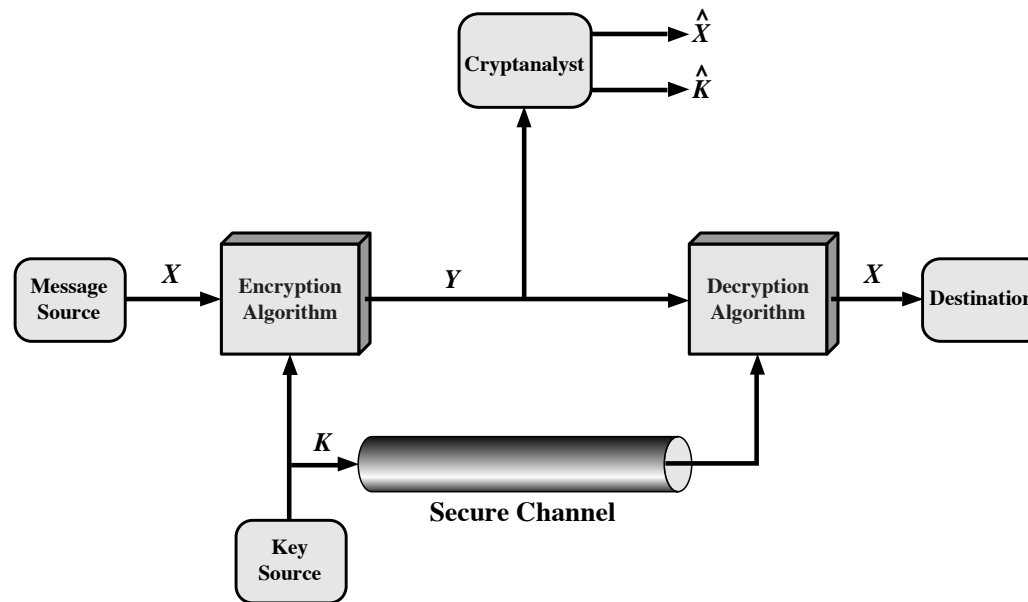 X̂
Cryptanalyst
K̂
Message
Source
X
Encryption
Algorithm
Y
Decryption
Algorithm
X
Destination
K
Secure Channel
Key
Source